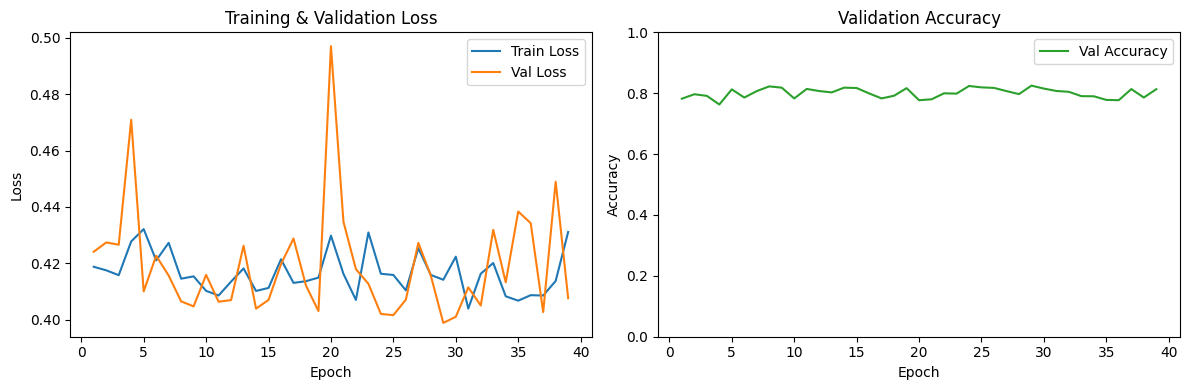 Training & Validation Loss
Train Loss
Val Loss
0.50
0.48
0.46
0.44
0.42
0.40
Loss
0 5 10 15 20 25 30 35 40
Epoch
Validation Accuracy
Val Accuracy
1.0
0.8
0.6
0.4
0.2
0.0
Accuracy
0 5 10 15 20 25 30 35 40
Epoch